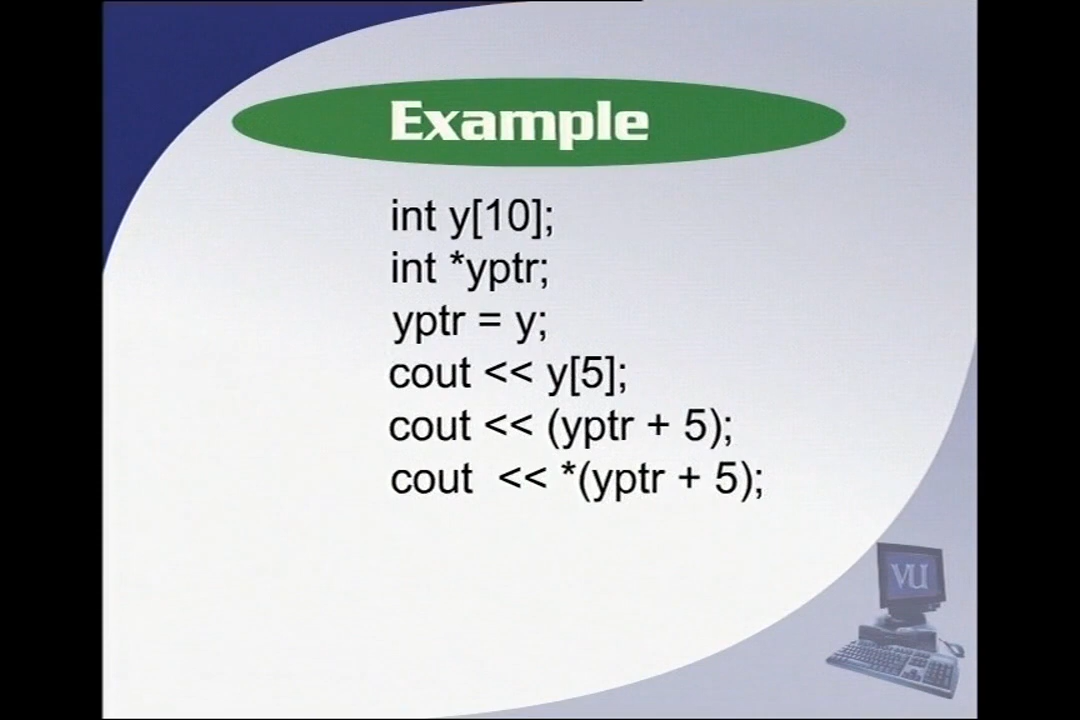 Example
int y[10];
int *yptr;
yptr = y;
cout << y[5];
cout << (yptr + 5);
cout  << *(yptr + 5);
VU